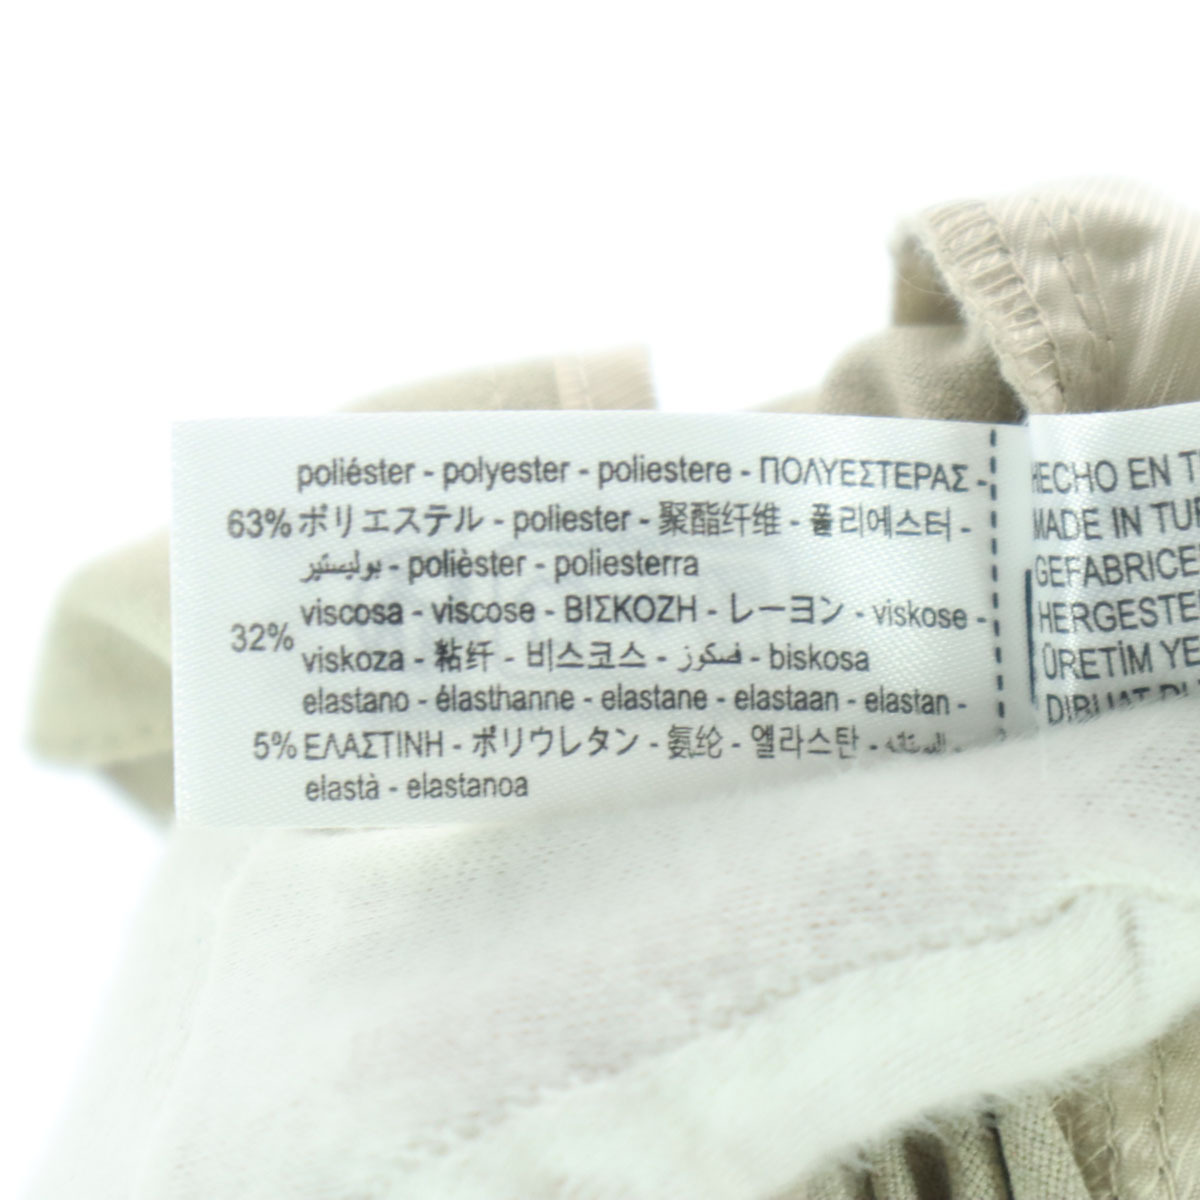 poliéster - polyester - poliestere - ΠΟΛΥΕΣΤΕΡΑΣ -
63% ポリエステル - poliester - 聚酯纤维 - 폴리에스터 -
بوليستير - polièster - poliesterra
viscosa - viscose - ΒΙΣΚΟΖΗ - レーヨン - viskose -
32% viskoza - 粘纤 - 비스코스 - فسكوز - biskosa
elastano - élasthanne - elastane - elastaan - elastan -
5% ΕΛΑΣΤΙΝΗ - ポリウレタン - 氨纶 - 엘라스탄 -
elastà - elastanoa
HECHO EN
MADE IN
GEFABRICE
HERGESTE
ÜRETİM YE